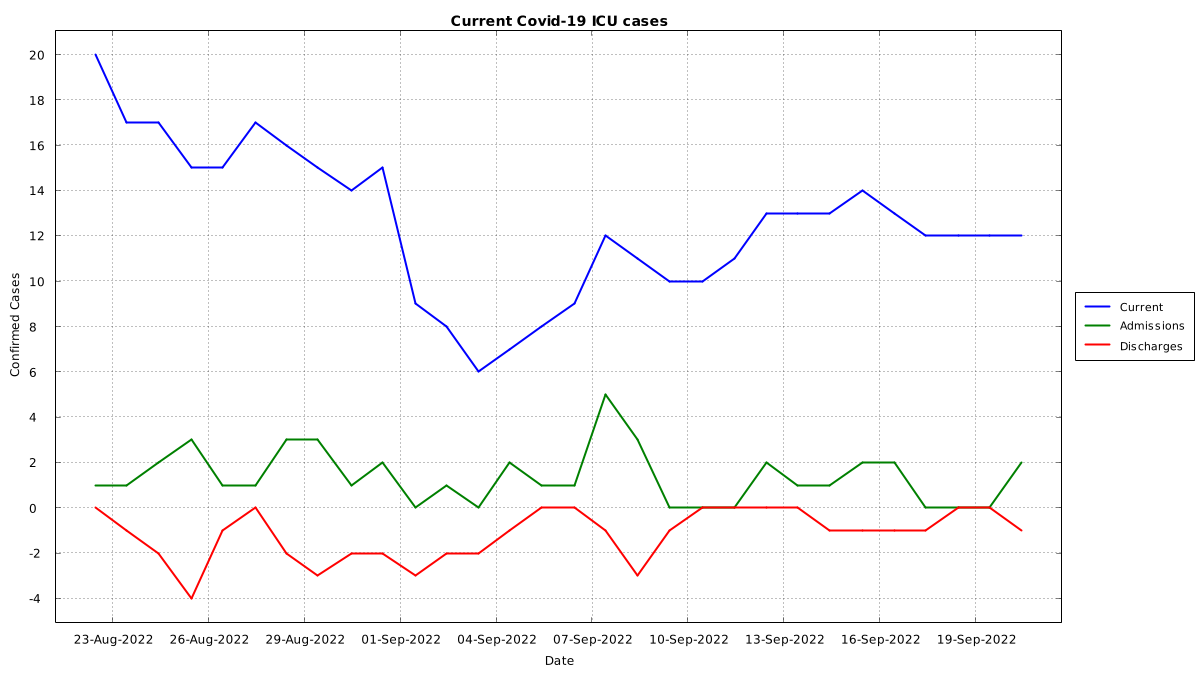 Current Covid-19 ICU cases
20
18
16
14
12
10
8
6
4
2
0
-2
-4
Confirmed Cases
23-Aug-2022 26-Aug-2022 29-Aug-2022 01-Sep-2022 04-Sep-2022 07-Sep-2022 10-Sep-2022 13-Sep-2022 16-Sep-2022 19-Sep-2022
Date
Current
Admissions
Discharges